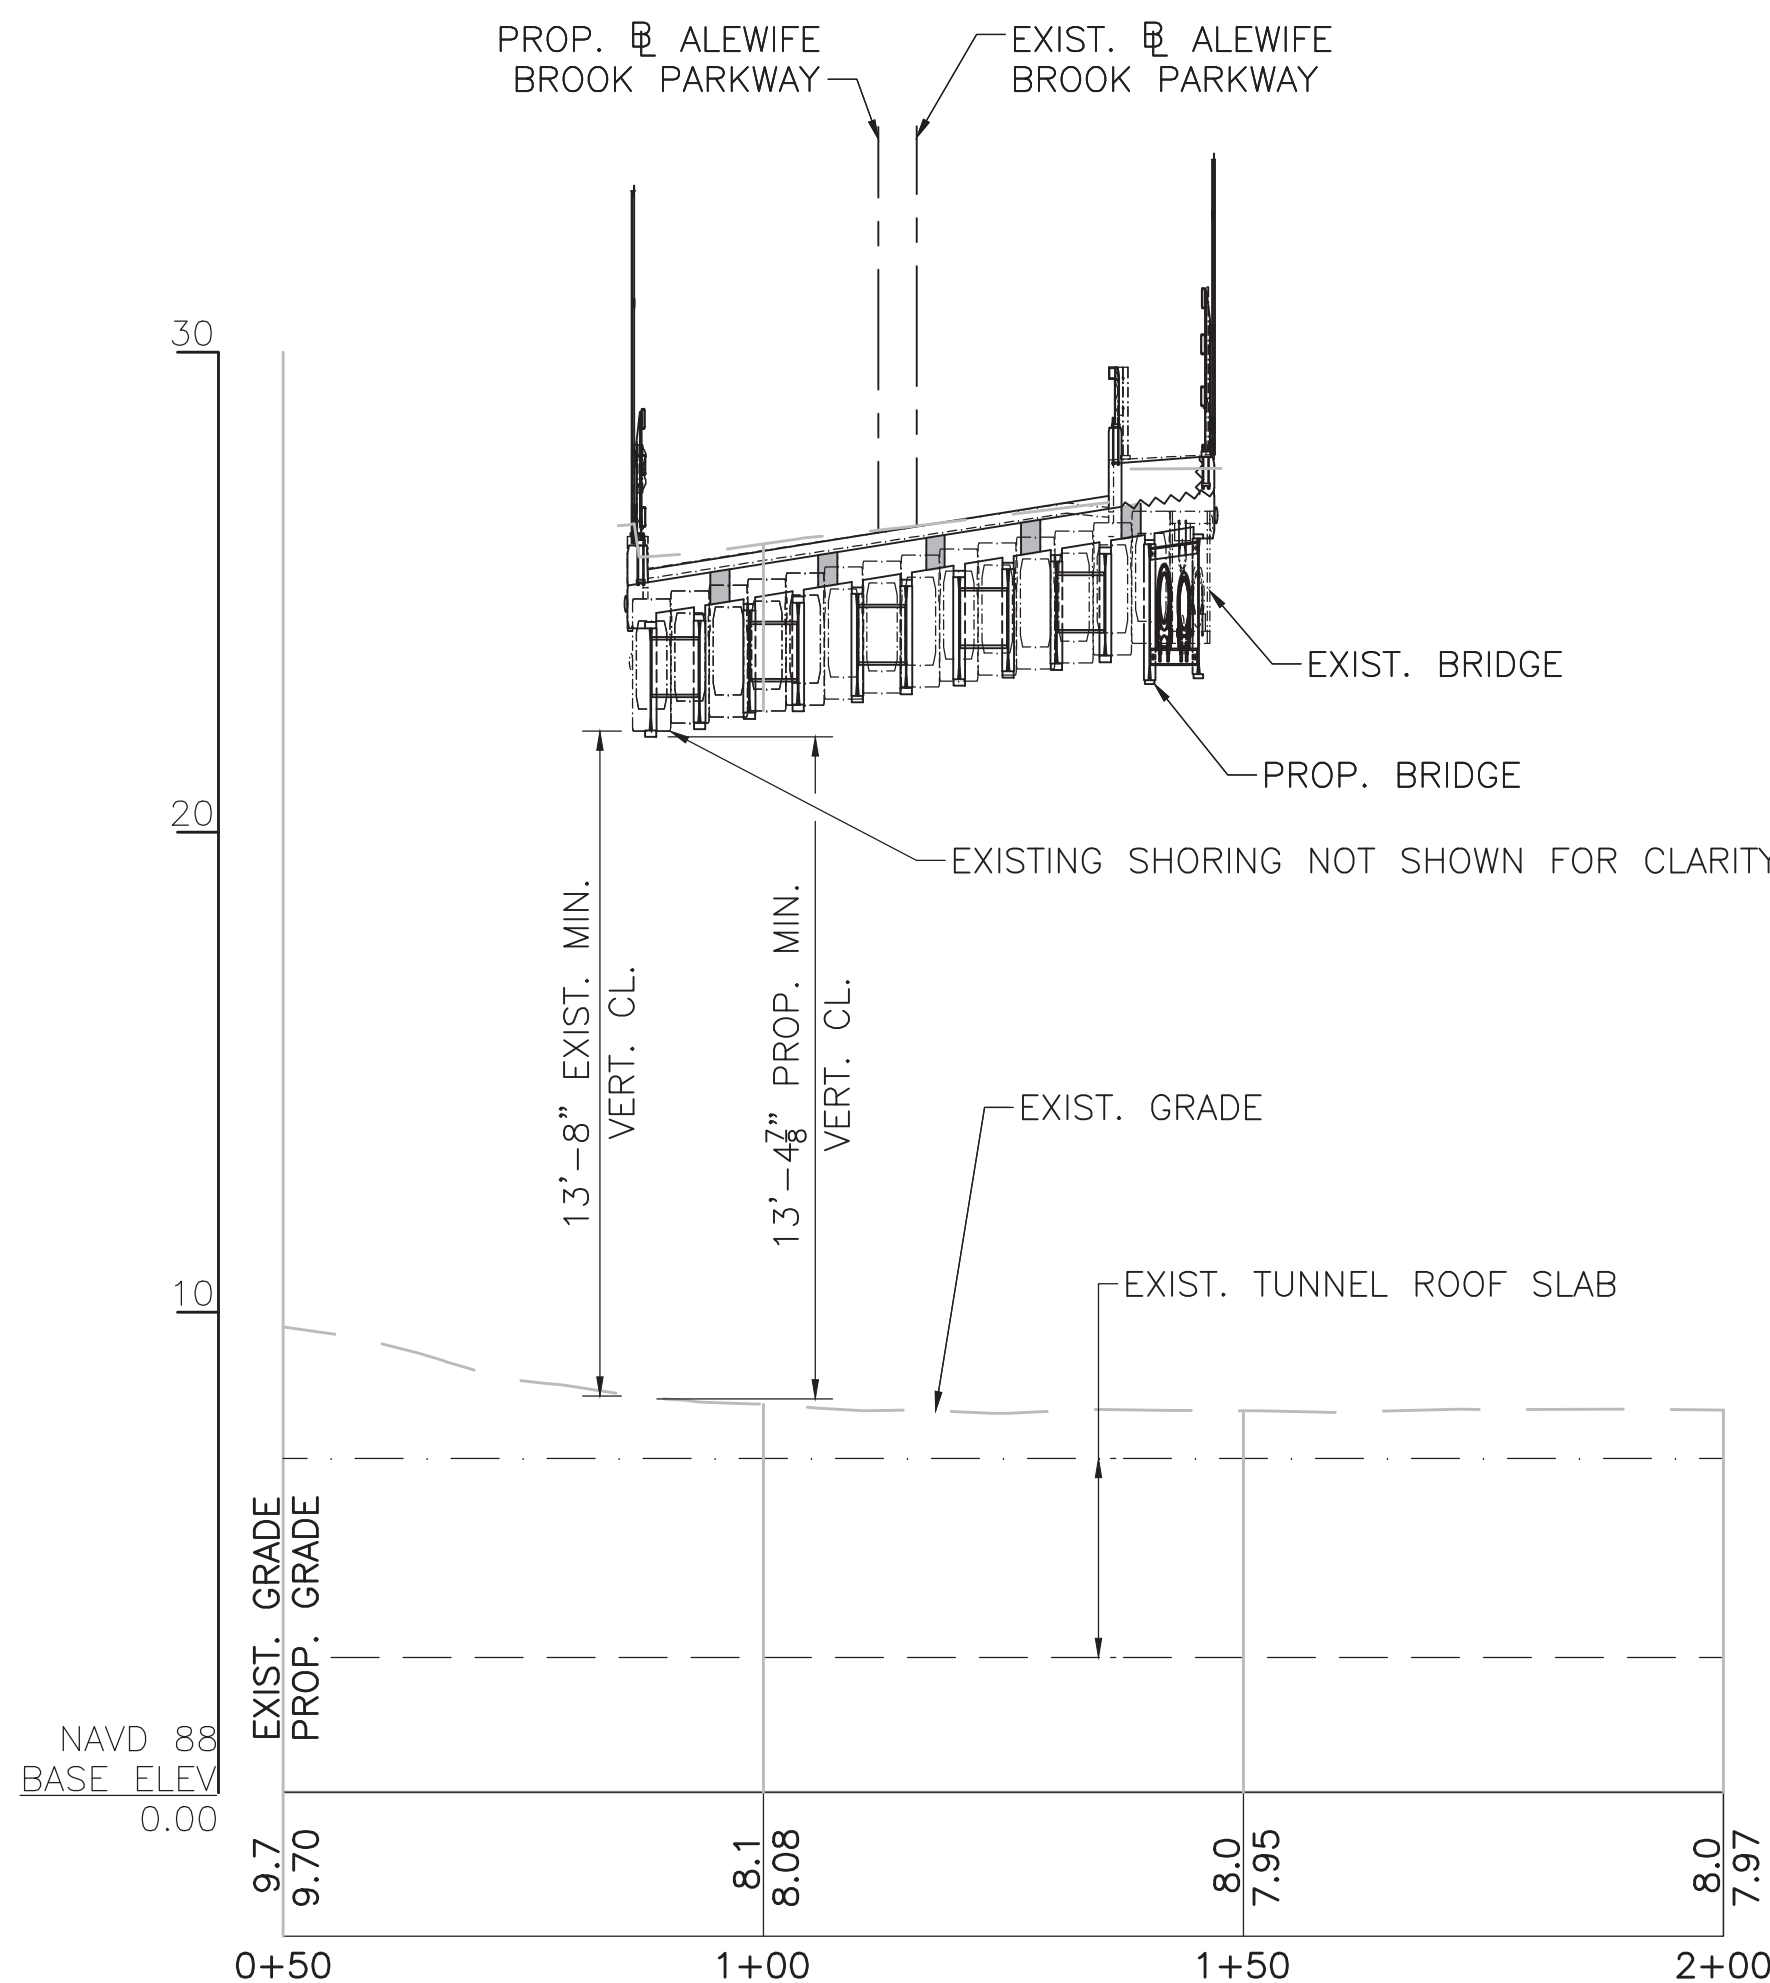 PROP. ℄ ALEWIFE
BROOK PARKWAY
EXIST. ℄ ALEWIFE
BROOK PARKWAY
30
20
10
EXIST. BRIDGE
PROP. BRIDGE
EXISTING SHORING NOT SHOWN FOR CLARITY
13'-8" EXIST. MIN.
VERT. CL.
13'-4⅞" PROP. MIN.
VERT. CL.
EXIST. GRADE
EXIST. TUNNEL ROOF SLAB
EXIST. GRADE
PROP. GRADE
NAVD 88
BASE ELEV
0.00
9.7
9.70
8.1
8.08
8.0
7.95
8.0
7.97
0+50
1+00
1+50
2+00